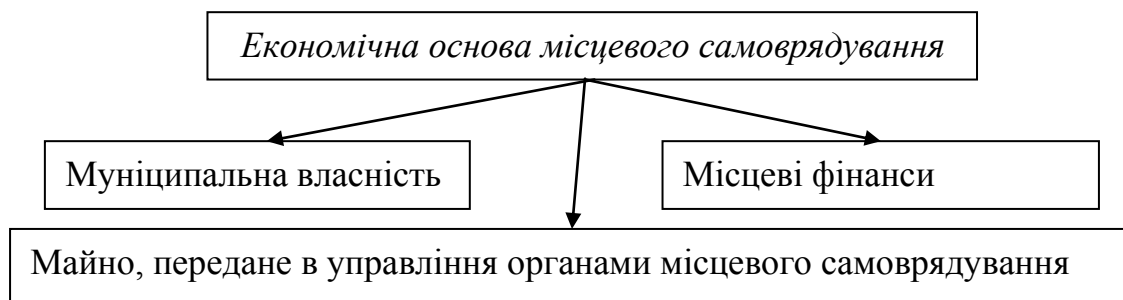 Економічна основа місцевого самоврядування
Муніципальна власність
Місцеві фінанси
Майно, передане в управління органами місцевого самоврядування